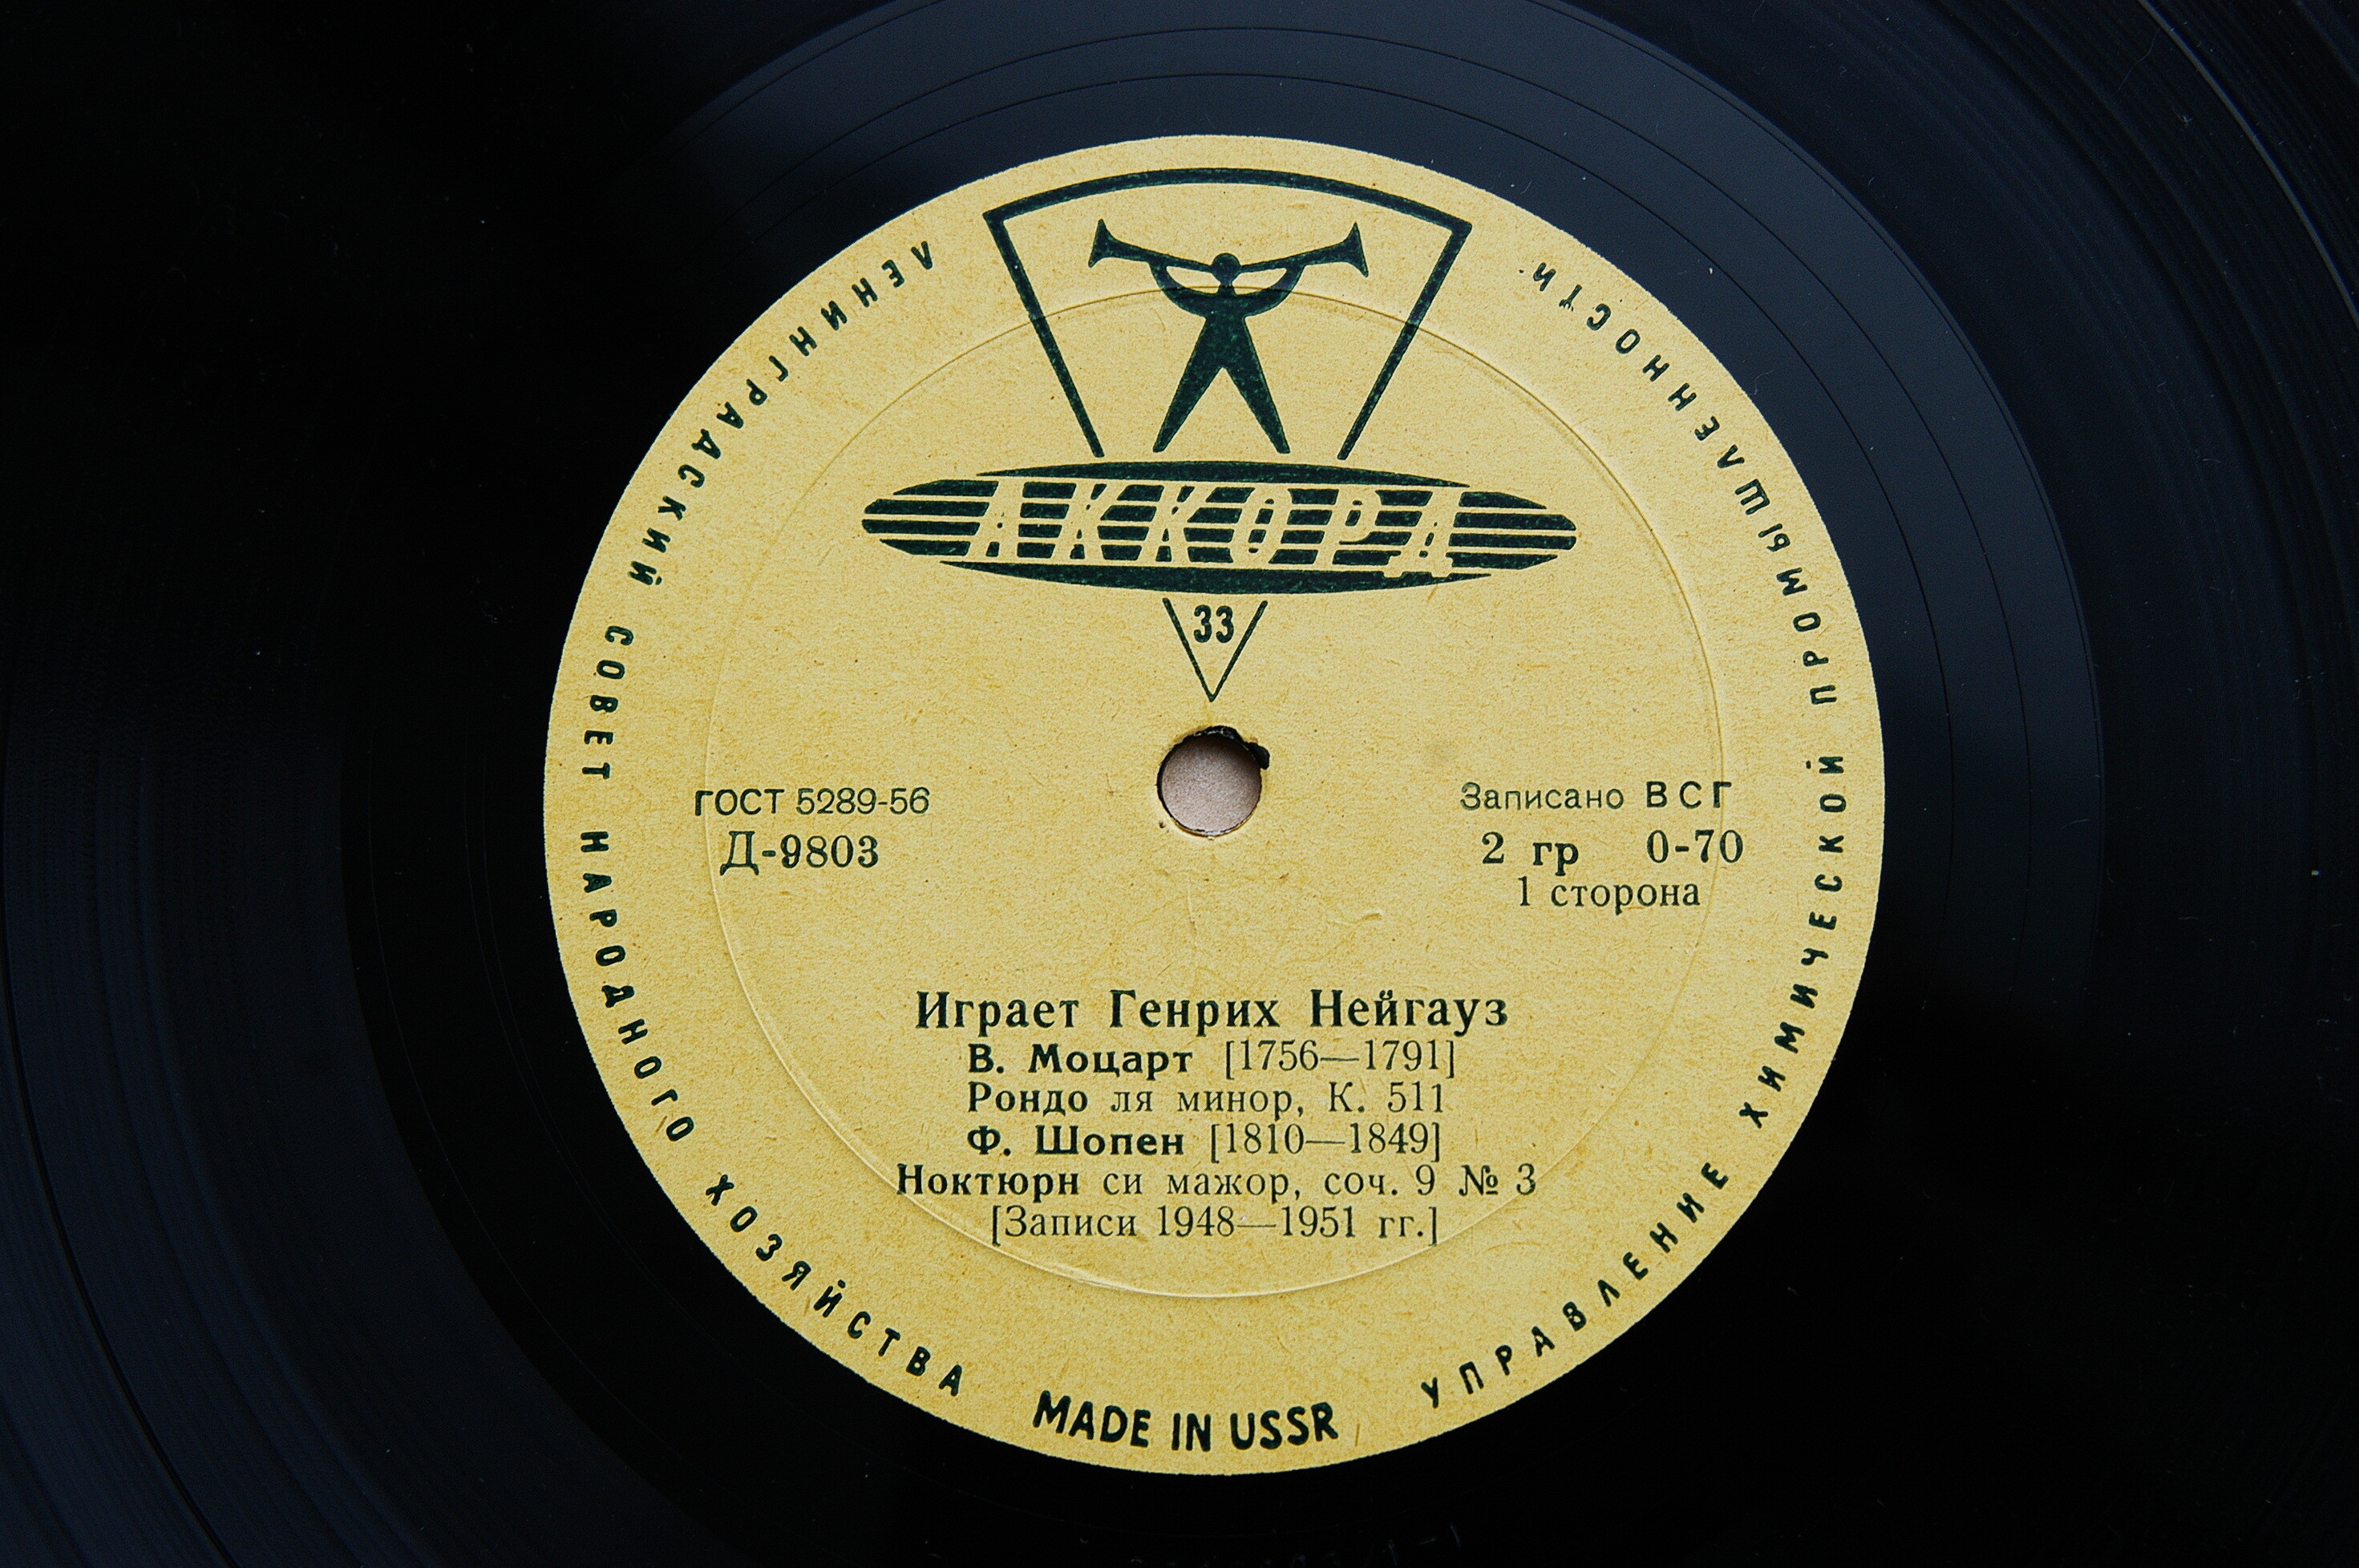 АККОРД
33
ГОСТ 5289-56
Д-9803
Записано ВСГ
2 гр 0-70
1 сторона
Играет Генрих Нейгауз
В. Моцарт [1756—1791]
Рондо ля минор, К. 511
Ф. Шопен [1810—1849]
Ноктюрн си мажор, соч. 9 № 3
[Записи 1948—1951 гг.]
ЛЕНИНГРАДСКИЙ СОВЕТ НАРОДНОГО ХОЗЯЙСТВА
MADE IN USSR
УПРАВЛЕНИЕ ХИМИЧЕСКОЙ ПРОМЫШЛЕННОСТИ